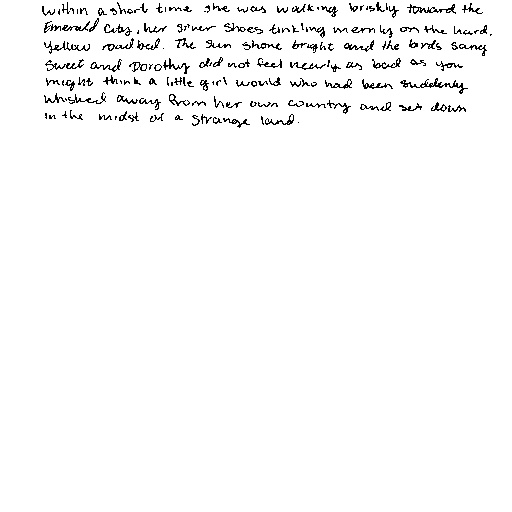 within a short time she was walking briskly toward the
Emerald City, her silver shoes tinkling merrily on the hard,
yellow roadbed. The sun shone bright and the birds sang
sweet and Dorothy did not feel nearly as bad as you
might think a little girl would who had been suddenly
whisked away from her own country and set down
in the midst of a strange land.